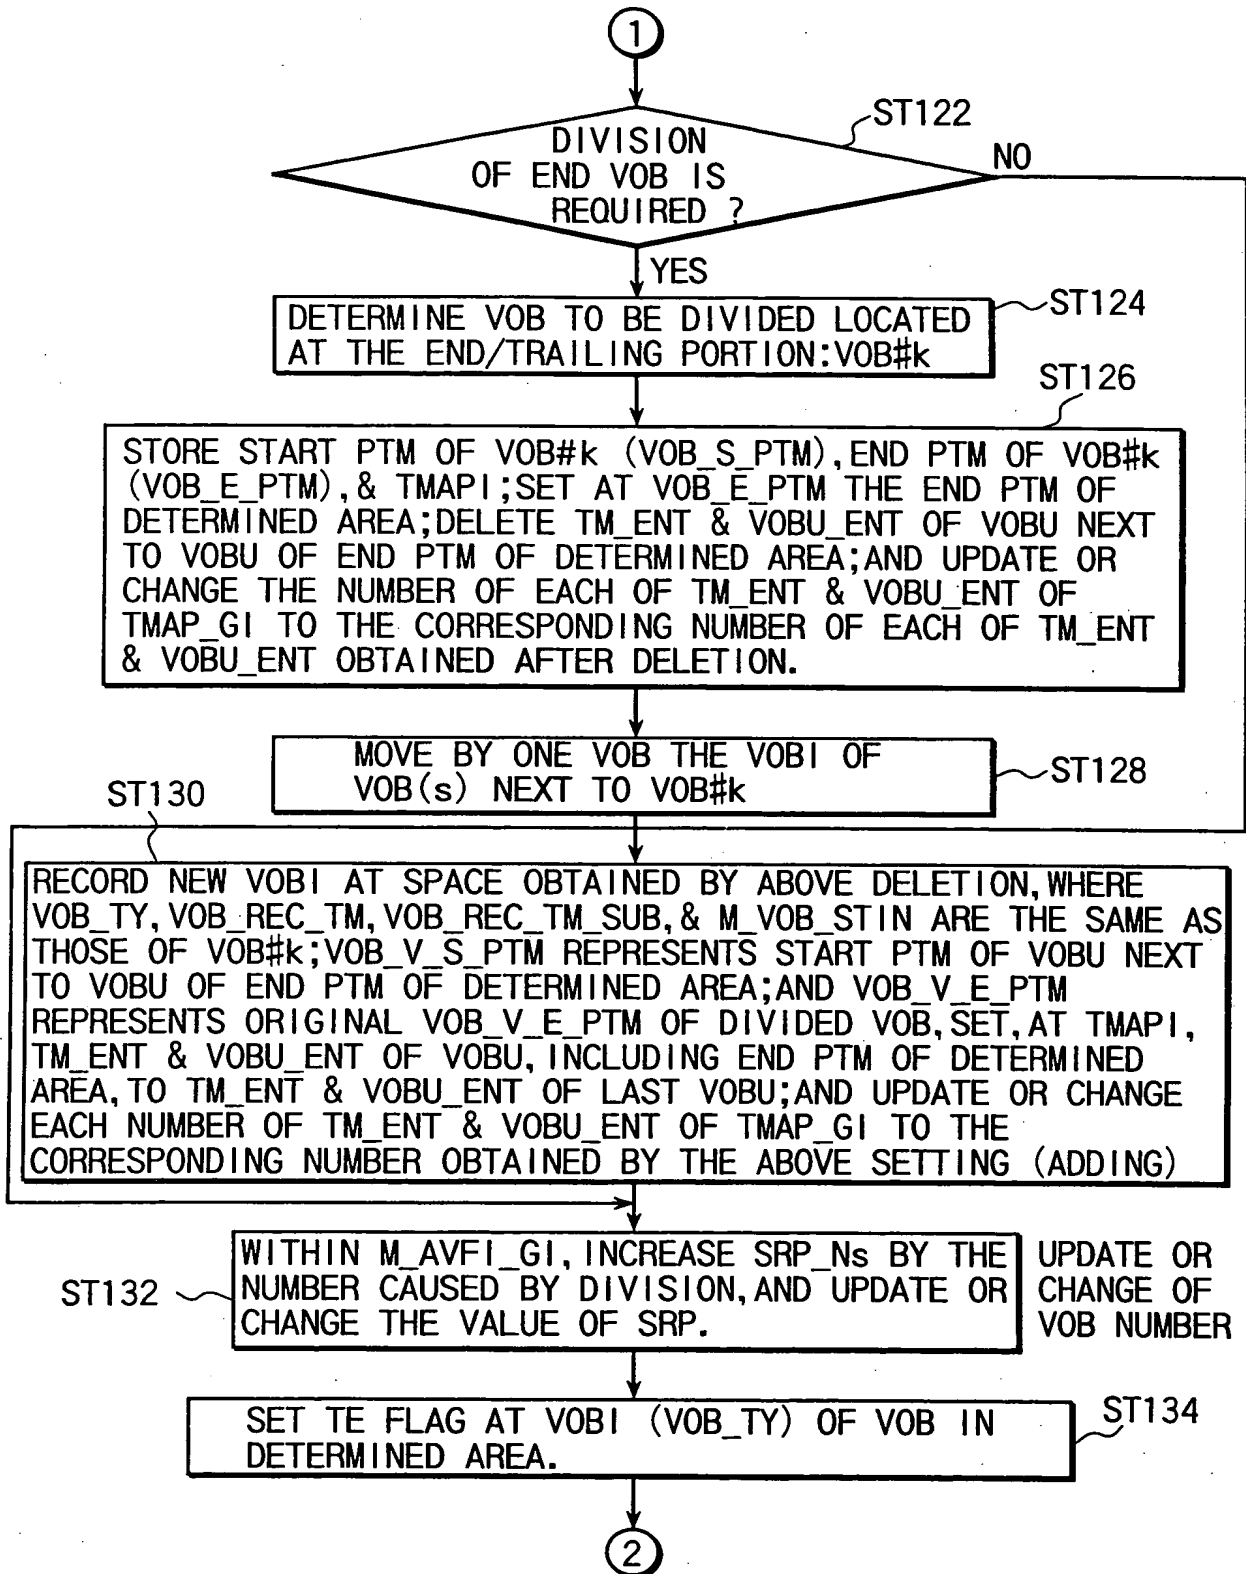 1
ST122
DIVISION
OF END VOB IS
REQUIRED ?
NO
YES
ST124
DETERMINE VOB TO BE DIVIDED LOCATED
AT THE END/TRAILING PORTION:VOB#k
ST126
STORE START PTM OF VOB#k (VOB_S_PTM),END PTM OF VOB#k
(VOB_E_PTM),& TMAPI;SET AT VOB_E_PTM THE END PTM OF
DETERMINED AREA;DELETE TM_ENT & VOBU_ENT OF VOBU NEXT
TO VOBU OF END PTM OF DETERMINED AREA;AND UPDATE OR
CHANGE THE NUMBER OF EACH OF TM_ENT & VOBU_ENT OF
TMAP_GI TO THE CORRESPONDING NUMBER OF EACH OF TM_ENT
& VOBU_ENT OBTAINED AFTER DELETION.
MOVE BY ONE VOB THE VOBI OF
VOB(s) NEXT TO VOB#k
ST128
ST130
RECORD NEW VOBI AT SPACE OBTAINED BY ABOVE DELETION,WHERE
VOB_TY,VOB_REC_TM,VOB_REC_TM_SUB,& M_VOB_STIN ARE THE SAME AS
THOSE OF VOB#k;VOB_V_S_PTM REPRESENTS START PTM OF VOBU NEXT
TO VOBU OF END PTM OF DETERMINED AREA;AND VOB_V_E_PTM
REPRESENTS ORIGINAL VOB_V_E_PTM OF DIVIDED VOB,SET,AT TMAPI,
TM_ENT & VOBU_ENT OF VOBU,INCLUDING END PTM OF DETERMINED
AREA,TO TM_ENT & VOBU_ENT OF LAST VOBU;AND UPDATE OR CHANGE
EACH NUMBER OF TM_ENT & VOBU_ENT OF TMAP_GI TO THE
CORRESPONDING NUMBER OBTAINED BY THE ABOVE SETTING (ADDING)
WITHIN M_AVFI_GI,INCREASE SRP_Ns BY THE
NUMBER CAUSED BY DIVISION,AND UPDATE OR
CHANGE THE VALUE OF SRP.
ST132
UPDATE OR
CHANGE OF
VOB NUMBER
SET TE FLAG AT VOBI (VOB_TY) OF VOB IN
DETERMINED AREA.
ST134
2